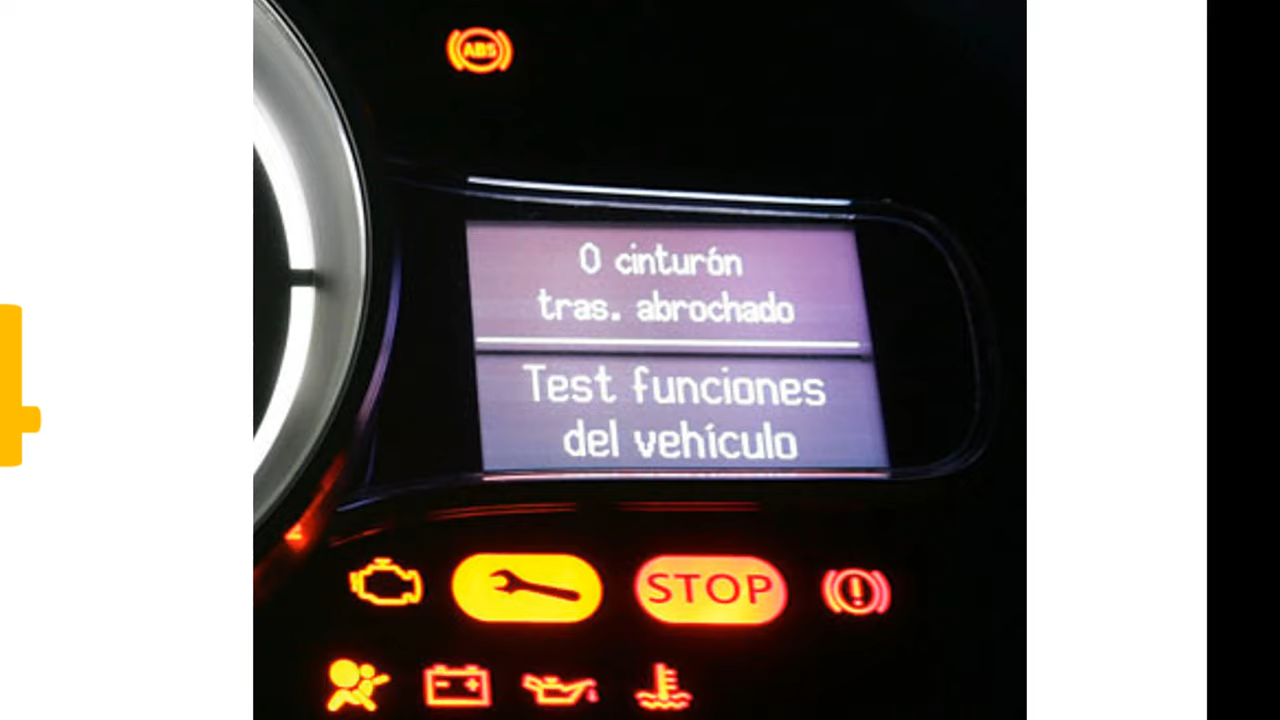 ABS
0 cinturón
tras. abrochado
Test funciones
del vehículo
STOP